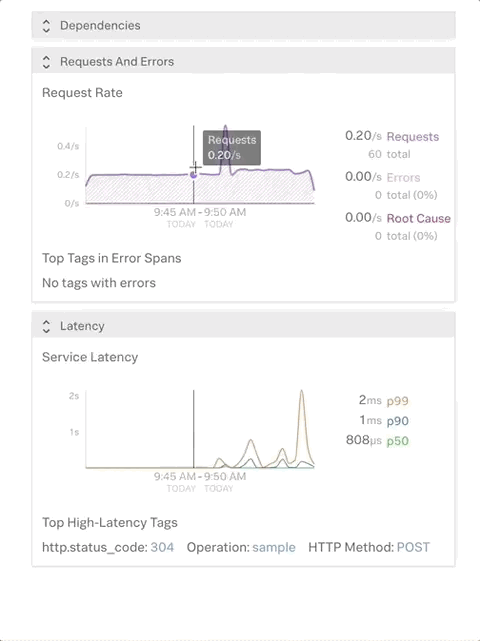 Dependencies
Requests And Errors
Request Rate
Requests
0.20/s
0.4/s
0.2/s
0/s
9:45 AM - 9:50 AM
TODAY TODAY
0.20/s Requests
60 total
0.00/s Errors
0 total (0%)
0.00/s Root Cause
0 total (0%)
Top Tags in Error Spans
No tags with errors
Latency
Service Latency
2s
1s
9:45 AM - 9:50 AM
TODAY TODAY
2ms p99
1ms p90
808µs p50
Top High-Latency Tags
http.status_code: 304 Operation: sample HTTP Method: POST